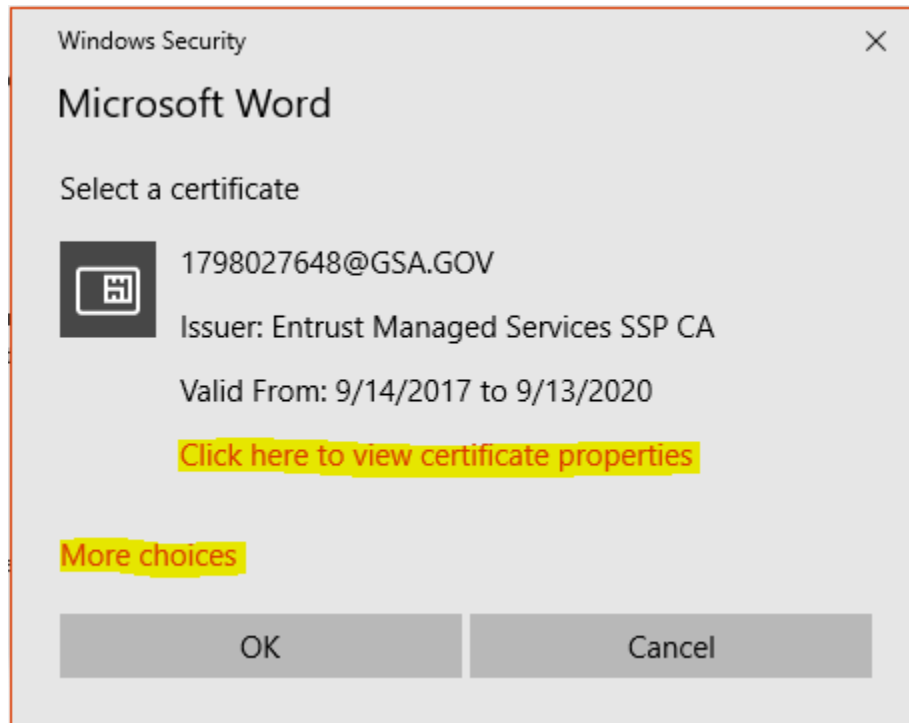 Windows Security
Microsoft Word
Select a certificate
1798027648@GSA.GOV
Issuer: Entrust Managed Services SSP CA
Valid From: 9/14/2017 to 9/13/2020
Click here to view certificate properties
More choices
OK
Cancel